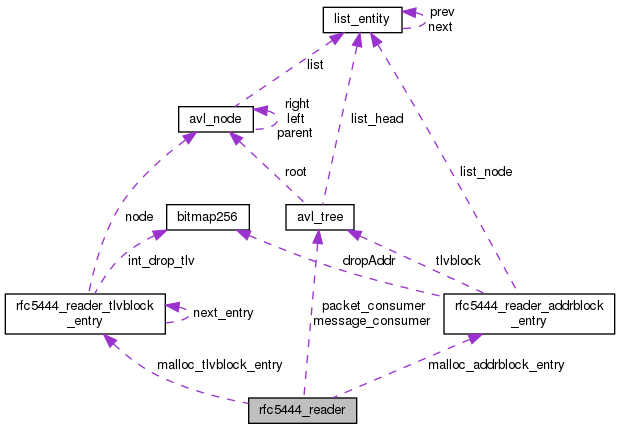 list_entity
prev
next
list
avl_node
right
left
parent
list_head
root
list_node
bitmap256
avl_tree
node
int_drop_tlv
dropAddr
tlvblock
rfc5444_reader_tlvblock
_entry
next_entry
packet_consumer
message_consumer
rfc5444_reader_addrblock
_entry
malloc_tlvblock_entry
malloc_addrblock_entry
rfc5444_reader